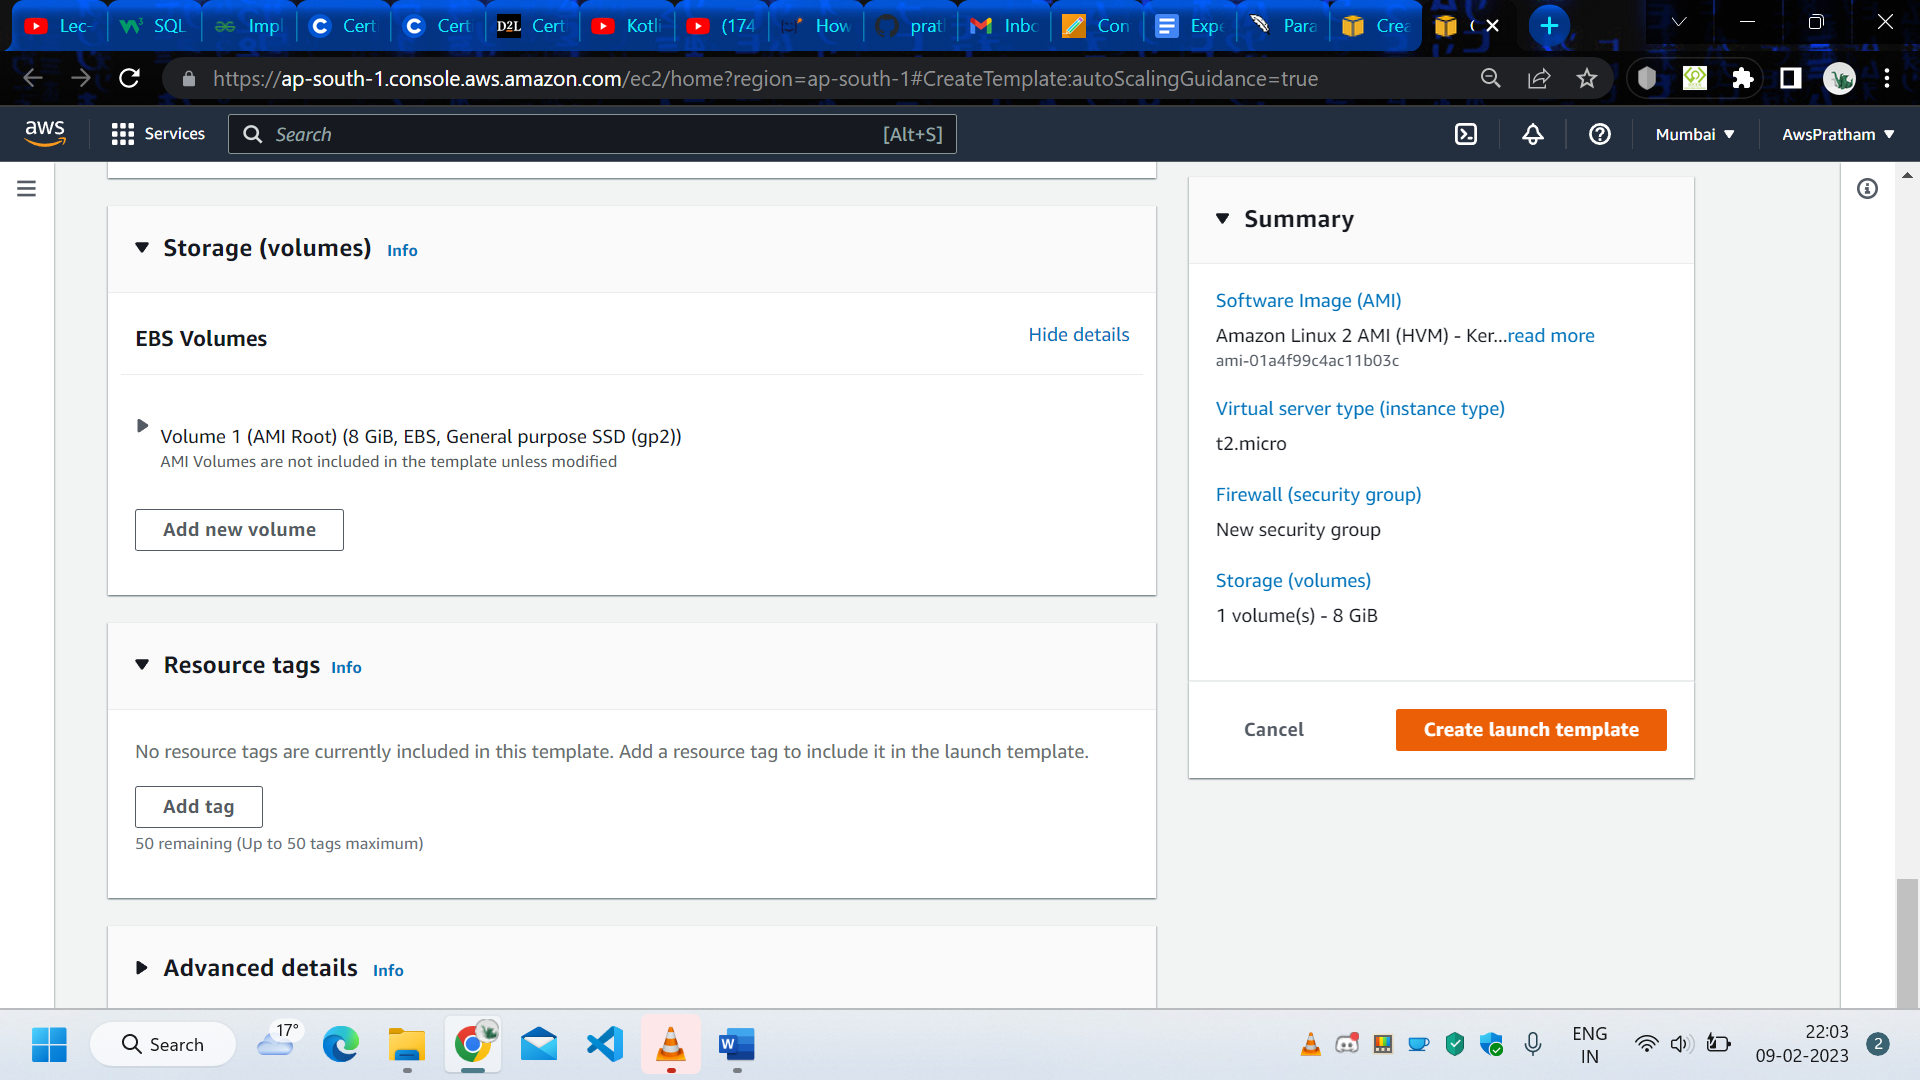 Lec-
SQL
Impl
Cert
Certi
D2L Cert
Kotli
(174
How
prath
Inbo
Con
Expe
Para
Crea
https://ap-south-1.console.aws.amazon.com/ec2/home?region=ap-south-1#CreateTemplate:autoScalingGuidance=true
aws
Services
Search
[Alt+S]
Mumbai
AwsPratham
Storage (volumes) Info
EBS Volumes
Hide details
Volume 1 (AMI Root) (8 GiB, EBS, General purpose SSD (gp2))
AMI Volumes are not included in the template unless modified
Add new volume
Resource tags Info
No resource tags are currently included in this template. Add a resource tag to include it in the launch template.
Add tag
50 remaining (Up to 50 tags maximum)
Advanced details Info
Summary
Software Image (AMI)
Amazon Linux 2 AMI (HVM) - Ker...read more
ami-01a4f99c4ac11b03c
Virtual server type (instance type)
t2.micro
Firewall (security group)
New security group
Storage (volumes)
1 volume(s) - 8 GiB
Cancel
Create launch template
Search
17°
ENG
IN
22:03
09-02-2023
2